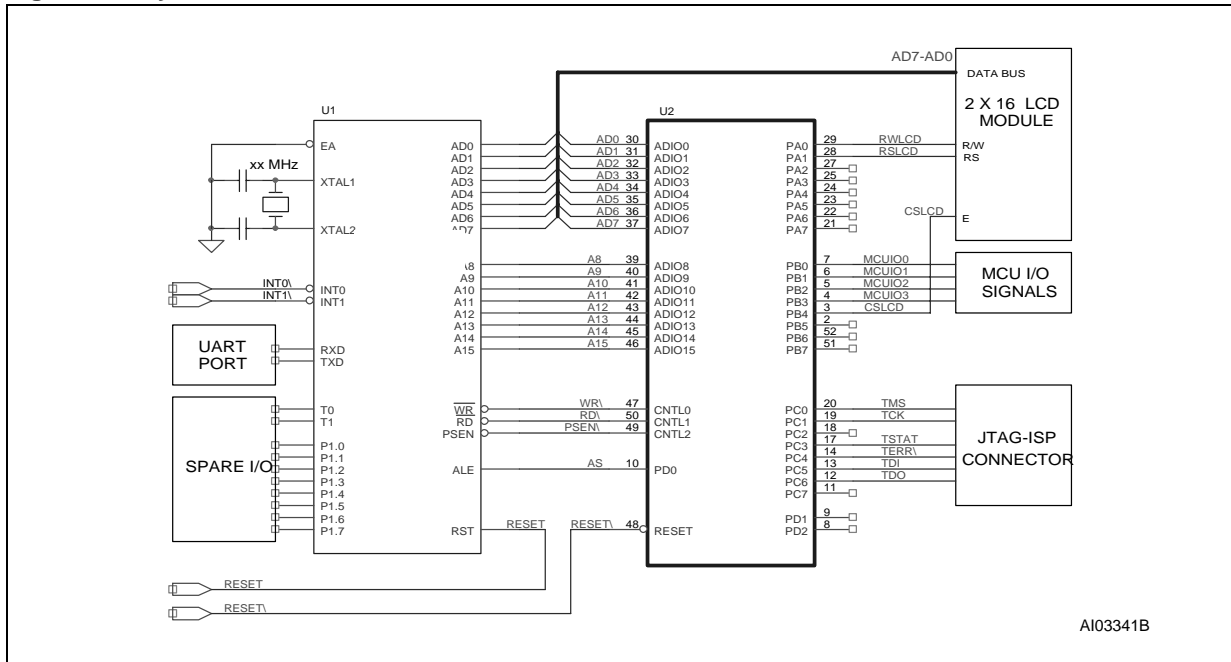 AD7-AD0
DATA BUS
2 X 16 LCD
MODULE
R/W
RS
E
U1
U2
EA
xx MHz
XTAL1
XTAL2
INT0\ INT0
INT1\ INT1
UART
PORT
RXD
TXD
SPARE I/O
T0
T1
P1.0
P1.1
P1.2
P1.3
P1.4
P1.5
P1.6
P1.7
AD0 AD0 30 ADIO0
AD1 AD1 31 ADIO1
AD2 AD2 32 ADIO2
AD3 AD3 33 ADIO3
AD4 AD4 34 ADIO4
AD5 AD5 35 ADIO5
AD6 AD6 36 ADIO6
AD7 AD7 37 ADIO7
A8 A8 39 ADIO8
A9 A9 40 ADIO9
A10 A10 41 ADIO10
A11 A11 42 ADIO11
A12 A12 43 ADIO12
A13 A13 44 ADIO13
A14 A14 45 ADIO14
A15 A15 46 ADIO15
WR WR\ 47 CNTL0
RD RD\ 50 CNTL1
PSEN PSEN\ 49 CNTL2
ALE AS 10 PD0
RST RESET RESET\ 48 RESET
PA0 29 RWLCD
PA1 28 RSLCD
PA2 27
PA3 25
PA4 24
PA5 23
PA6 22
PA7 21
CSLCD
PB0 7 MCUIO0
PB1 6 MCUIO1
PB2 5 MCUIO2
PB3 4 MCUIO3
PB4 3 CSLCD
PB5 2
PB6 52
PB7 51
MCU I/O
SIGNALS
PC0 20 TMS
PC1 19 TCK
PC2 18
PC3 17 TSTAT
PC4 14 TERR\
PC5 13 TDI
PC6 12 TDO
PC7 11
JTAG-ISP
CONNECTOR
PD1 9
PD2 8
RESET
RESET\
AI03341B